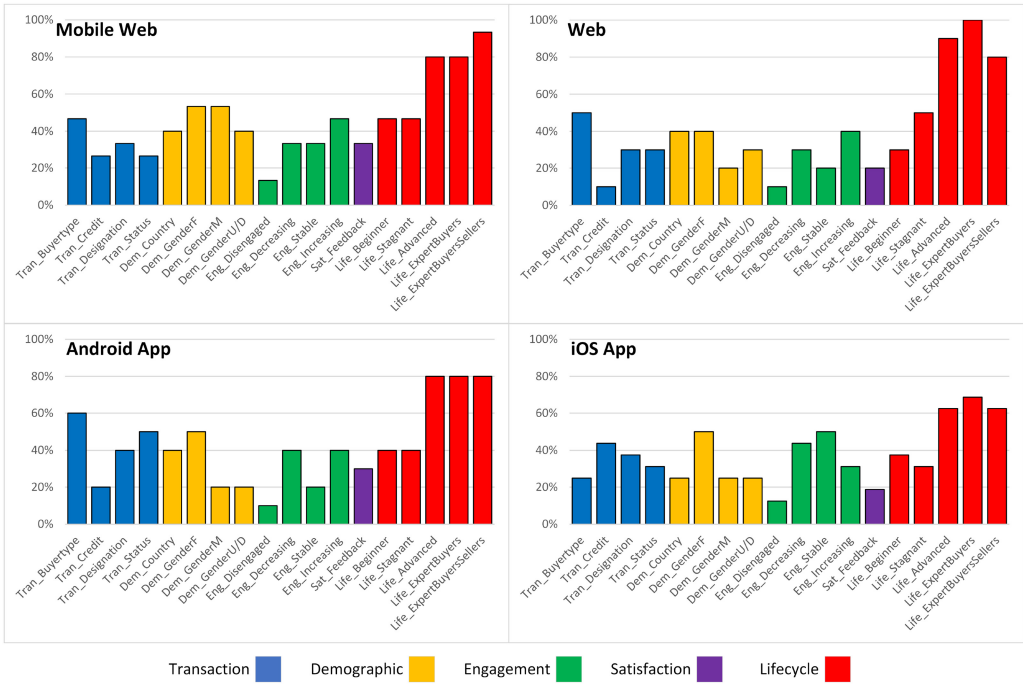 Mobile Web
100%
80%
60%
40%
20%
0%
Tran_Buyertype
Tran_Credit
Tran_Designation
Tran_Status
Dem_Country
Dem_GenderF
Dem_GenderM
Dem_GenderU/D
Eng_Disengaged
Eng_Decreasing
Eng_Stable
Eng_Increasing
Sat_Feedback
Life_Beginner
Life_Stagnant
Life_Advanced
Life_ExpertBuyers
Life_ExpertBuyersSellers
Web
100%
80%
60%
40%
20%
0%
Tran_Buyertype
Tran_Credit
Tran_Designation
Tran_Status
Dem_Country
Dem_GenderF
Dem_GenderM
Dem_GenderU/D
Eng_Disengaged
Eng_Decreasing
Eng_Stable
Eng_Increasing
Sat_Feedback
Life_Beginner
Life_Stagnant
Life_Advanced
Life_ExpertBuyers
Life_ExpertBuyersSellers
Android App
100%
80%
60%
40%
20%
0%
Tran_Buyertype
Tran_Credit
Tran_Designation
Tran_Status
Dem_Country
Dem_GenderF
Dem_GenderM
Dem_GenderU/D
Eng_Disengaged
Eng_Decreasing
Eng_Stable
Eng_Increasing
Sat_Feedback
Life_Beginner
Life_Stagnant
Life_Advanced
Life_ExpertBuyers
Life_ExpertBuyersSellers
iOS App
100%
80%
60%
40%
20%
0%
Tran_Buyertype
Tran_Credit
Tran_Designation
Tran_Status
Dem_Country
Dem_GenderF
Dem_GenderM
Dem_GenderU/D
Eng_Disengaged
Eng_Decreasing
Eng_Stable
Eng_Increasing
Sat_Feedback
Life_Beginner
Life_Stagnant
Life_Advanced
Life_ExpertBuyers
Life_ExpertBuyersSellers
Transaction Demographic Engagement Satisfaction Lifecycle